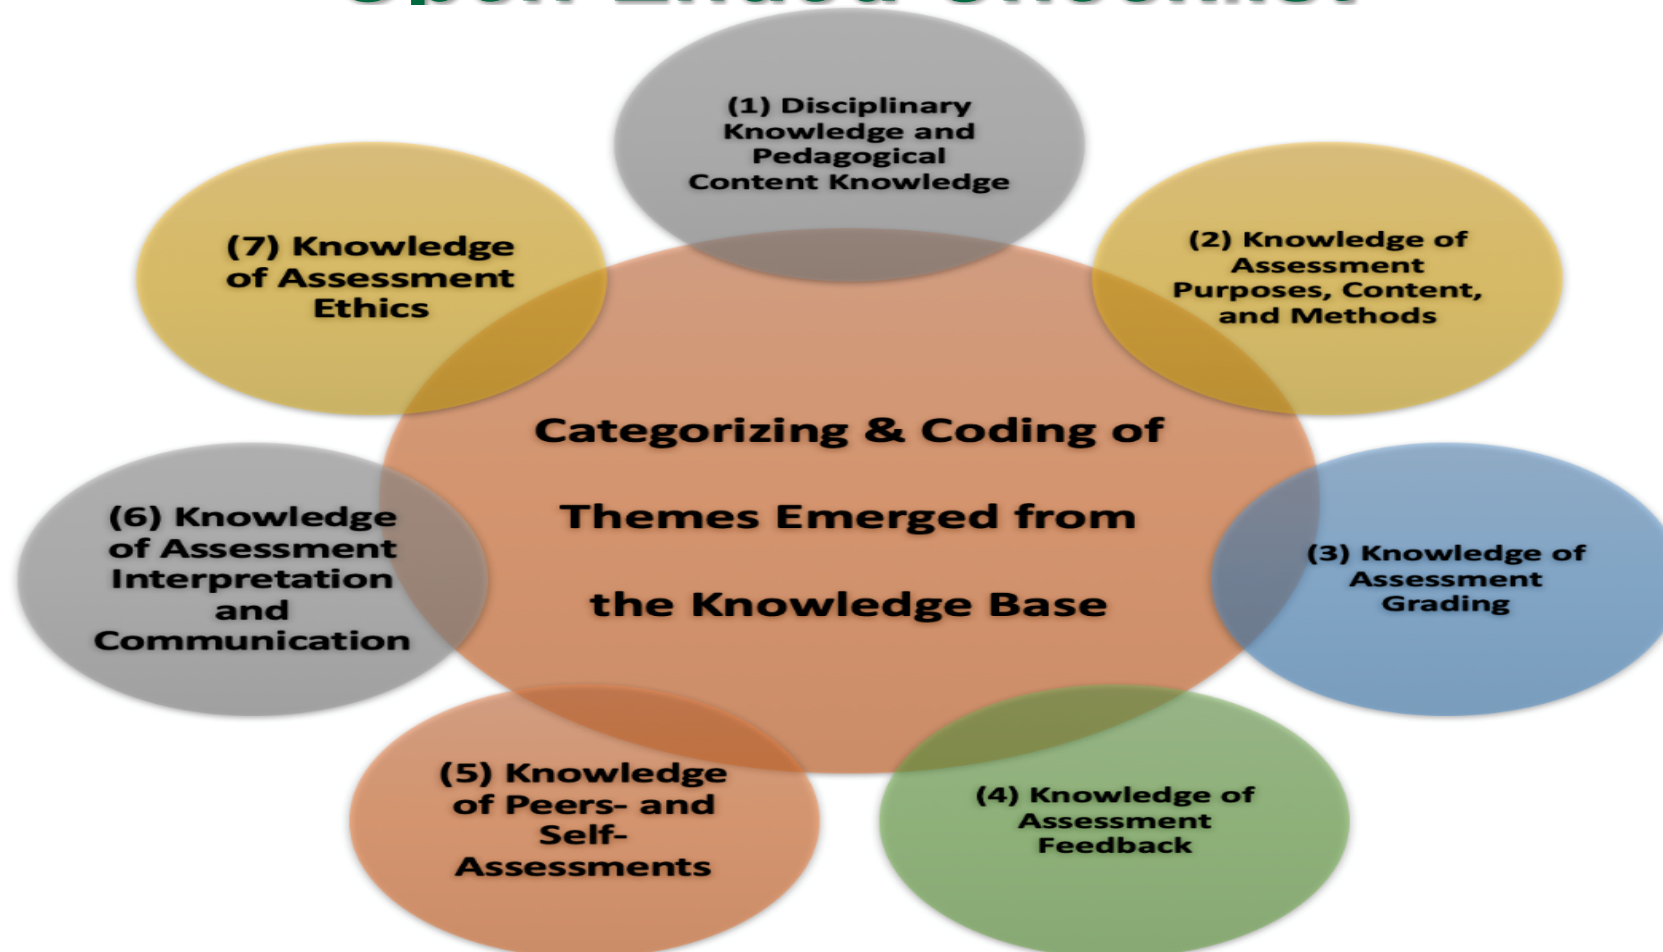 (1) Disciplinary
Knowledge and
Pedagogical
Content Knowledge
(2) Knowledge of
Assessment
Purposes, Content,
and Methods
(3) Knowledge of
Assessment
Grading
(4) Knowledge of
Assessment
Feedback
(5) Knowledge
of Peers- and
Self-
Assessments
(6) Knowledge
of Assessment
Interpretation
and
Communication
(7) Knowledge
of Assessment
Ethics
Categorizing & Coding of
Themes Emerged from
the Knowledge Base